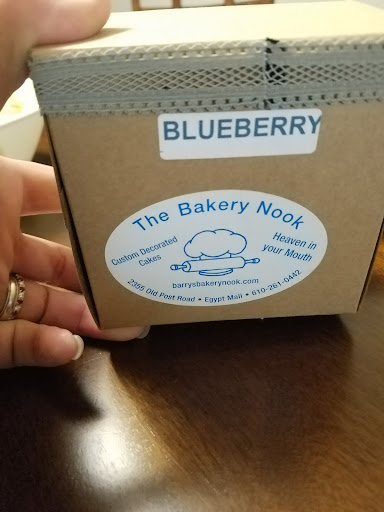 BLUEBERRY
The Bakery Nook
Custom Decorated
Cakes
Heaven in
your Mouth
barrysbakerynook.com
2355 Old Post Road • Egypt Mall • 610-261-0442